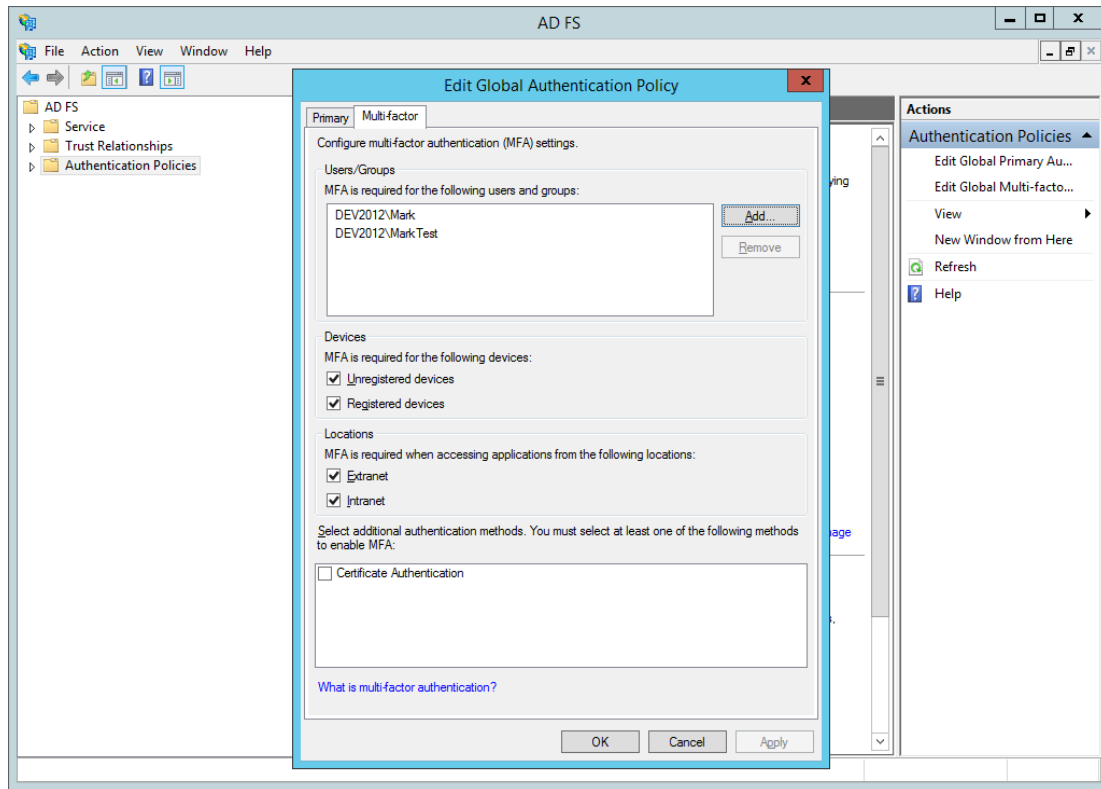 AD FS
File Action View Window Help
AD FS
Service
Trust Relationships
Authentication Policies
Edit Global Authentication Policy
x
Primary Multi-factor
Configure multi-factor authentication (MFA) settings.
Users/Groups
MFA is required for the following users and groups:
DEV2012\Mark
DEV2012\MarkTest
Add...
Remove
Devices
MFA is required for the following devices:
Unregistered devices
Registered devices
Locations
MFA is required when accessing applications from the following locations:
Extranet
Intranet
Select additional authentication methods. You must select at least one of the following methods
to enable MFA:
Certificate Authentication
What is multi-factor authentication?
OK Cancel Apply
ying
age
s,
Actions
Authentication Policies
Edit Global Primary Au...
Edit Global Multi-facto...
View
New Window from Here
Refresh
Help